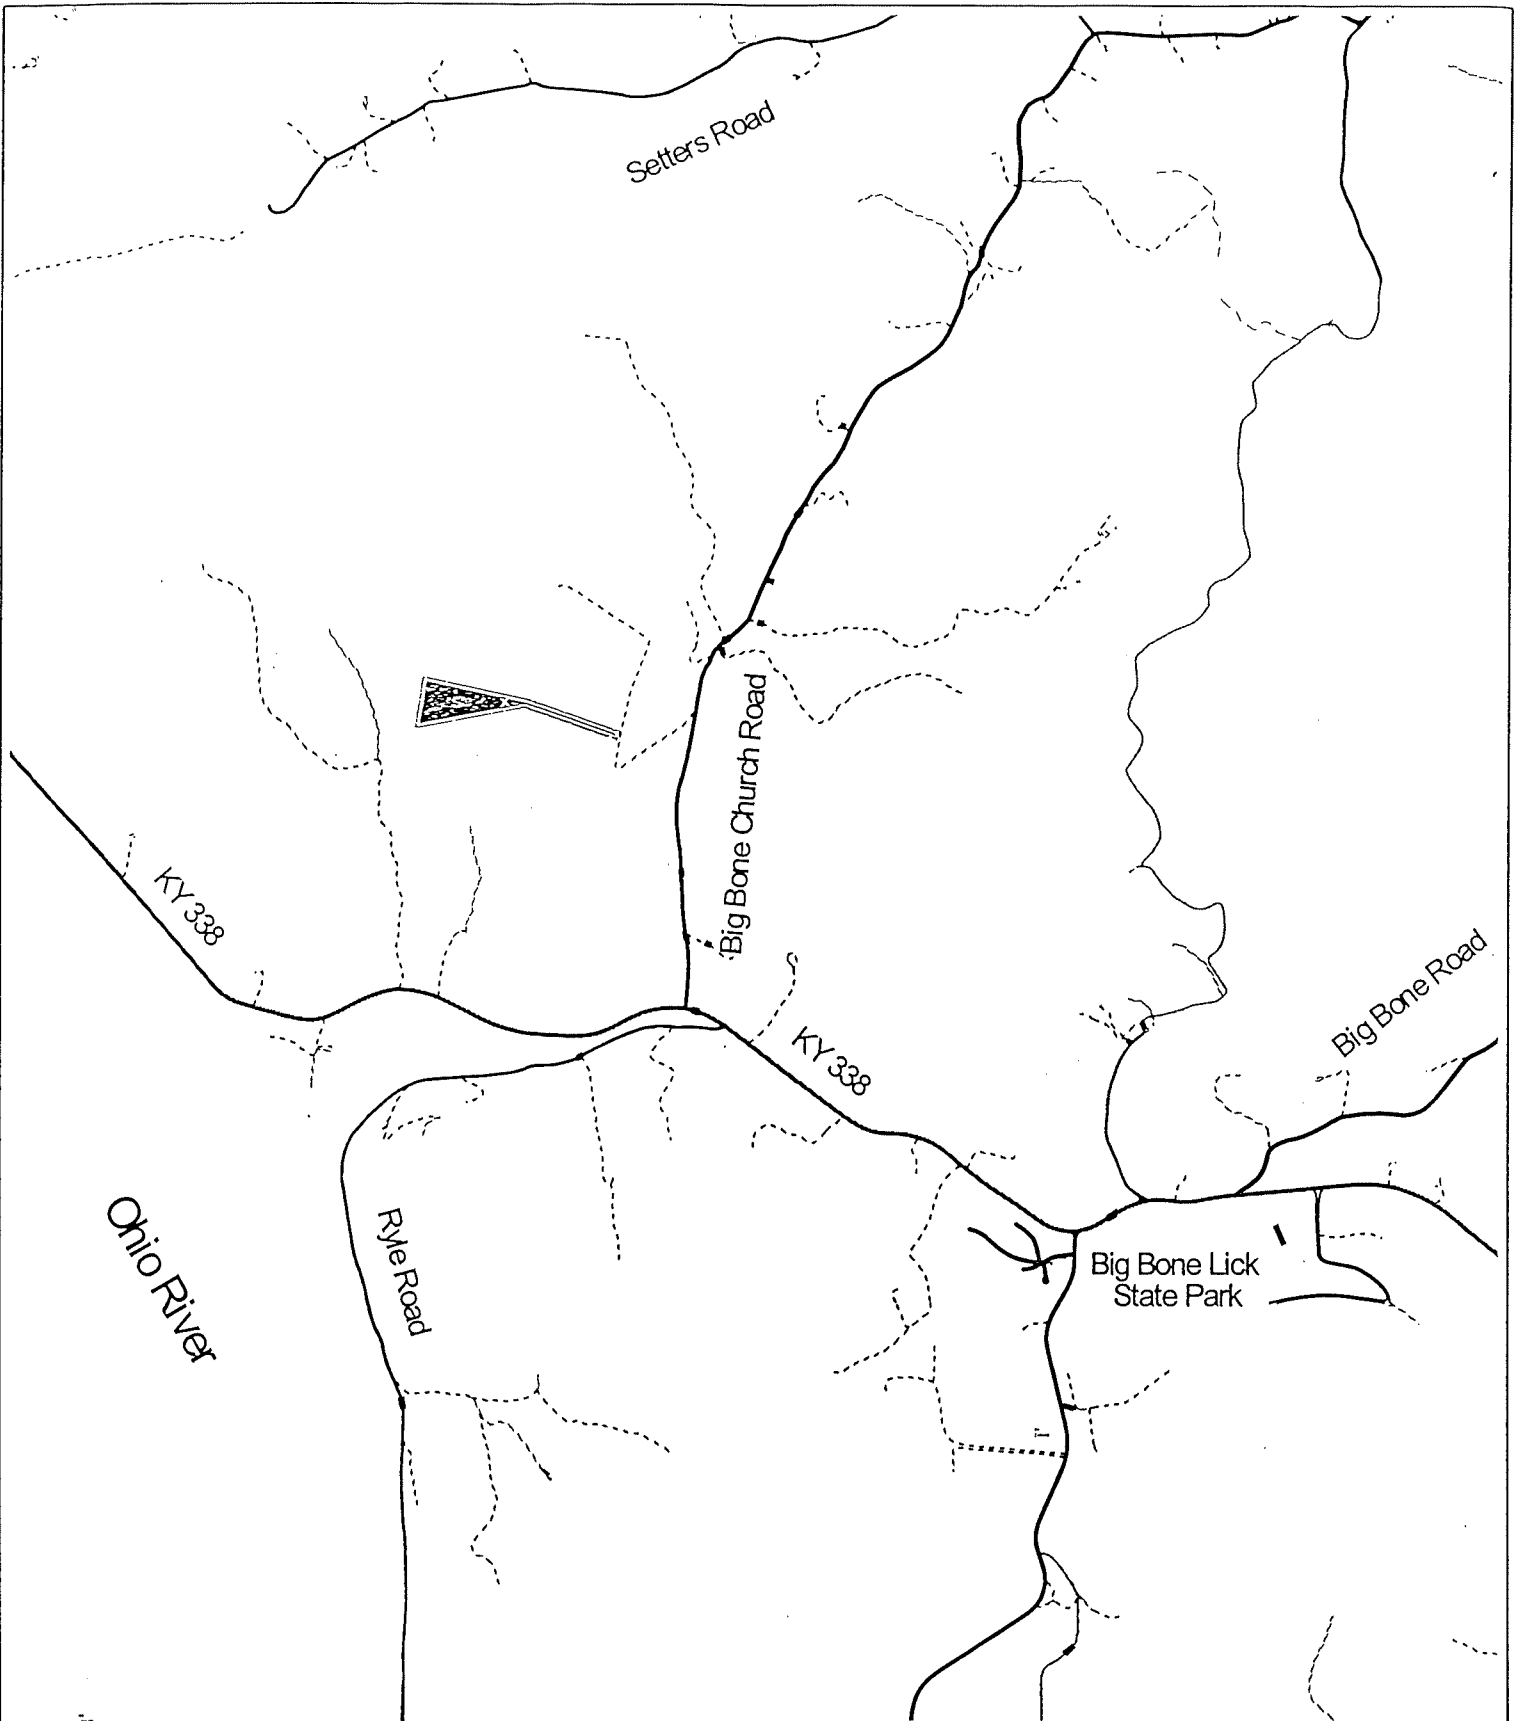 Setters Road
Big Bone Church Road
KY 338
Big Bone Road
KY 338
Ohio River
Ryle Road
Big Bone Lick
State Park